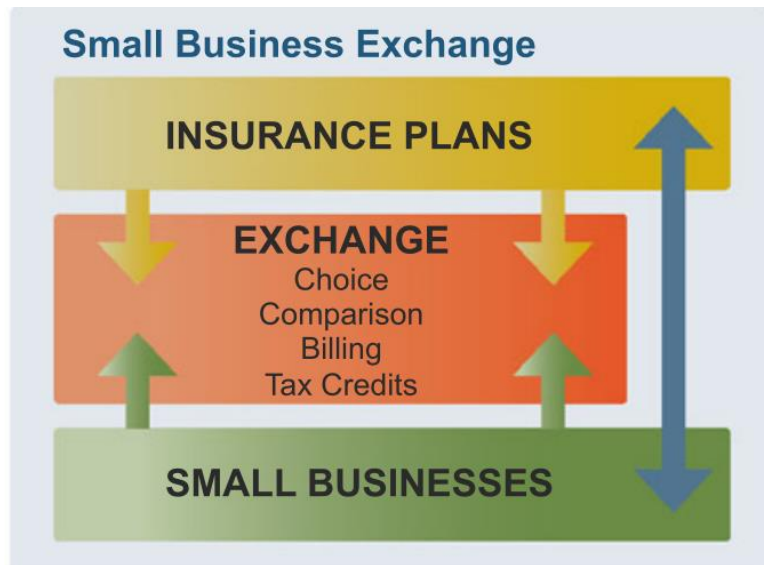 Small Business Exchange
INSURANCE PLANS
EXCHANGE
Choice
Comparison
Billing
Tax Credits
SMALL BUSINESSES